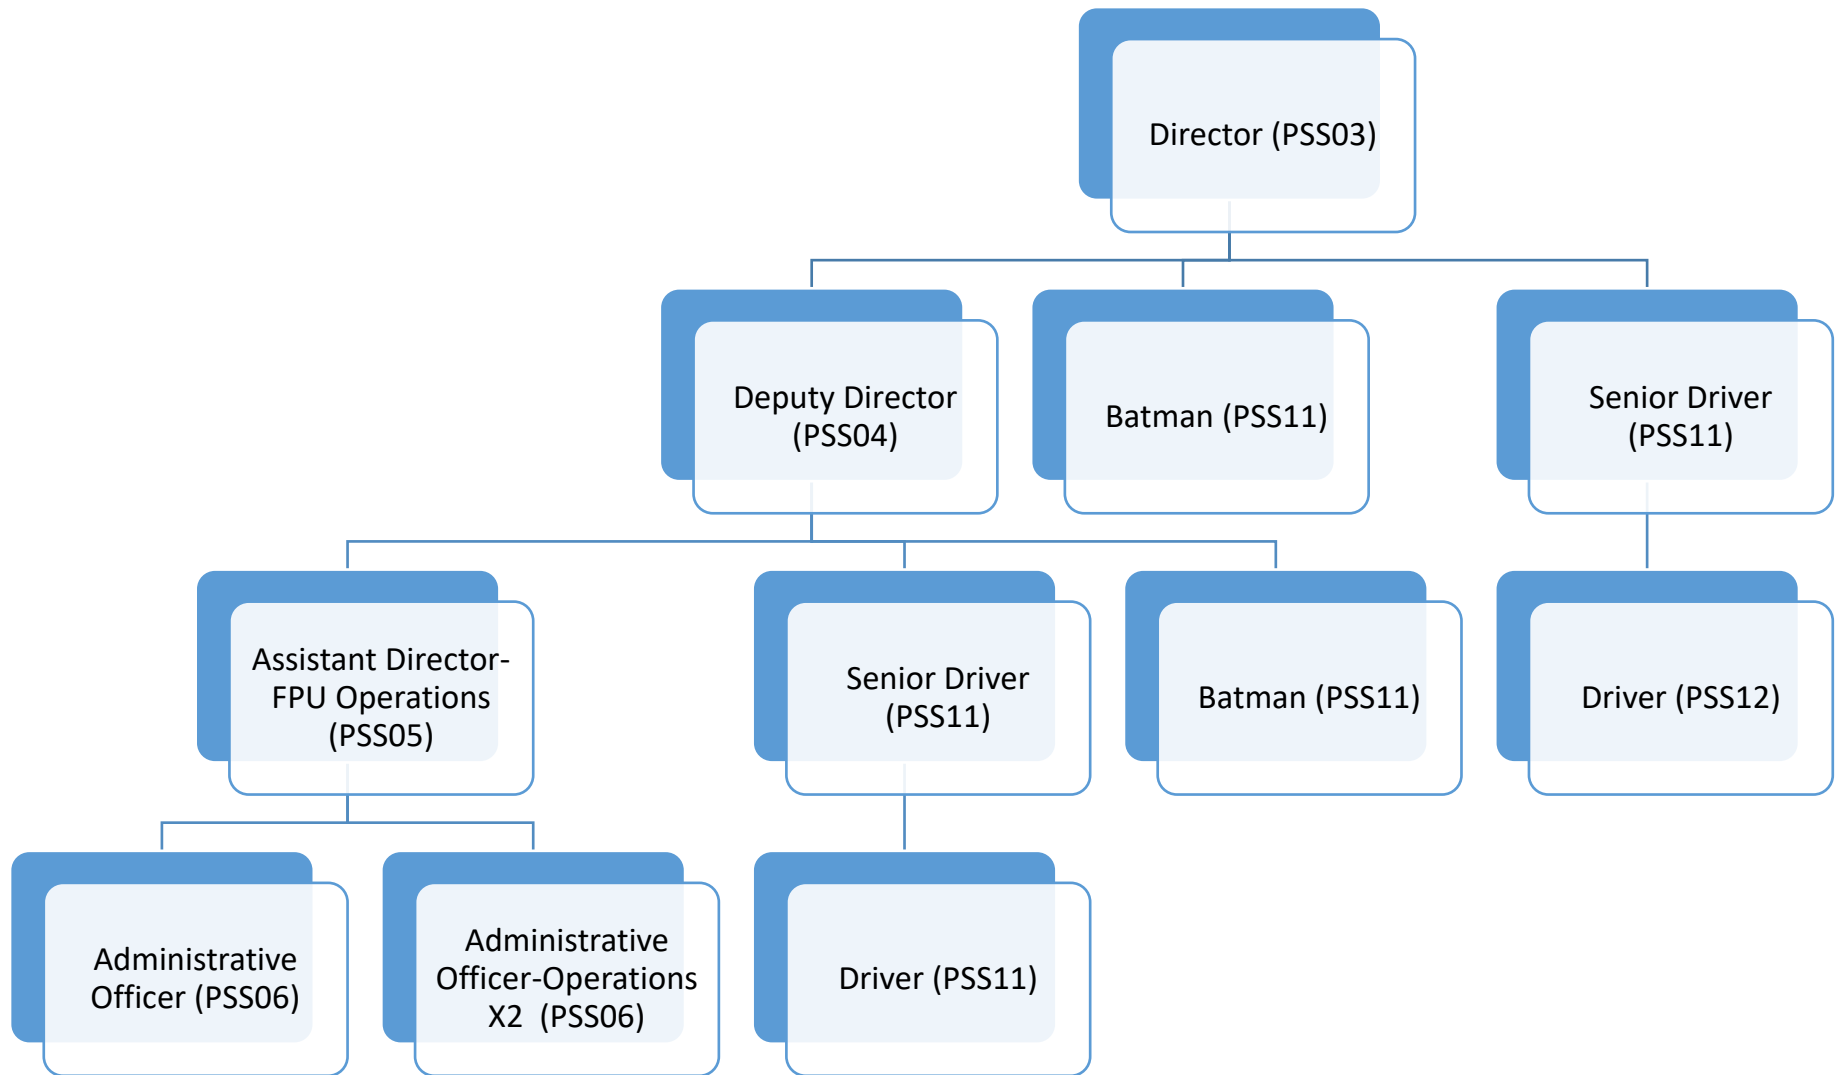 Director (PSS03)
Deputy Director
(PSS04)
Batman (PSS11)
Senior Driver
(PSS11)
Assistant Director-
FPU Operations
(PSS05)
Senior Driver
(PSS11)
Batman (PSS11)
Driver (PSS12)
Administrative
Officer (PSS06)
Administrative
Officer-Operations
X2  (PSS06)
Driver (PSS11)